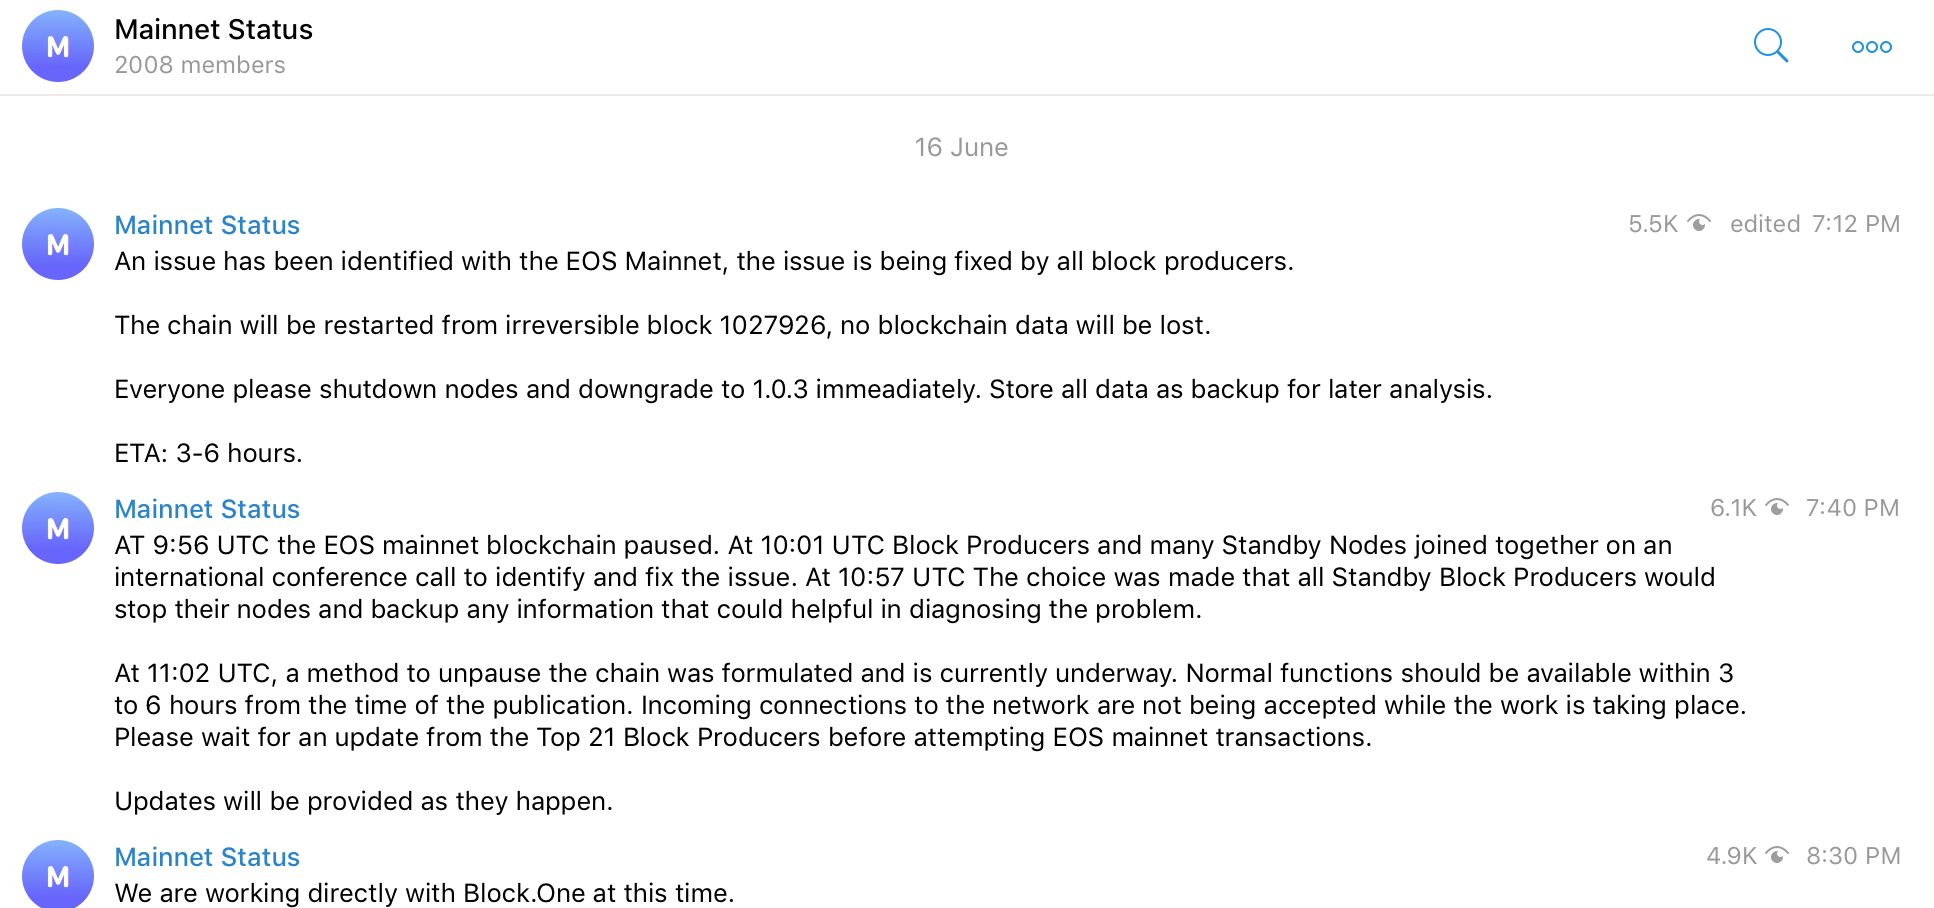 M
Mainnet Status
2008 members
16 June
M
Mainnet Status
5.5K edited 7:12 PM
An issue has been identified with the EOS Mainnet, the issue is being fixed by all block producers.
The chain will be restarted from irreversible block 1027926, no blockchain data will be lost.
Everyone please shutdown nodes and downgrade to 1.0.3 immeadiately. Store all data as backup for later analysis.
ETA: 3-6 hours.
M
Mainnet Status
6.1K 7:40 PM
AT 9:56 UTC the EOS mainnet blockchain paused. At 10:01 UTC Block Producers and many Standby Nodes joined together on an
international conference call to identify and fix the issue. At 10:57 UTC The choice was made that all Standby Block Producers would
stop their nodes and backup any information that could helpful in diagnosing the problem.
At 11:02 UTC, a method to unpause the chain was formulated and is currently underway. Normal functions should be available within 3
to 6 hours from the time of the publication. Incoming connections to the network are not being accepted while the work is taking place.
Please wait for an update from the Top 21 Block Producers before attempting EOS mainnet transactions.
Updates will be provided as they happen.
M
Mainnet Status
4.9K 8:30 PM
We are working directly with Block.One at this time.